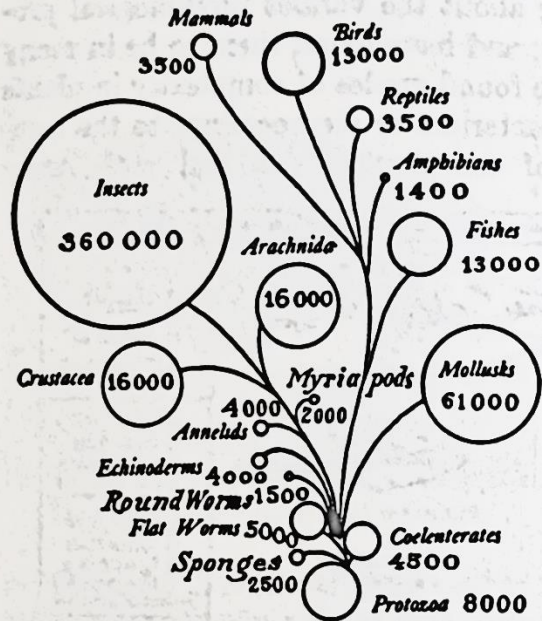 Mammals
3500
Birds
13000
Reptiles
3500
Insects
360000
Amphibians
1400
Arachnida
16000
Fishes
13000
Crustacea
16000
Myriapods
2000
Mollusks
61000
4000
Annelids
Echinoderms
4000
Round Worms
1500
Flat Worms
5000
Coelenterates
4500
Sponges
2500
Protozoa 8000